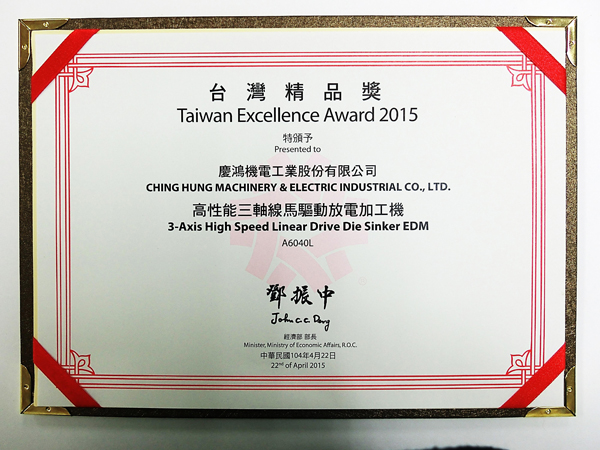 台灣精品獎
Taiwan Excellence Award 2015
特頒予
Presented to
慶鴻機電工業股份有限公司
CHING HUNG MACHINERY & ELECTRIC INDUSTRIAL CO., LTD.
高性能三軸線馬驅動放電加工機
3-Axis High Speed Linear Drive Die Sinker EDM
A6040L
鄧振中
John C.C. Deng
經濟部 部長
Minister, Ministry of Economic Affairs, R.O.C.
中華民國104年4月22日
22nd of April 2015